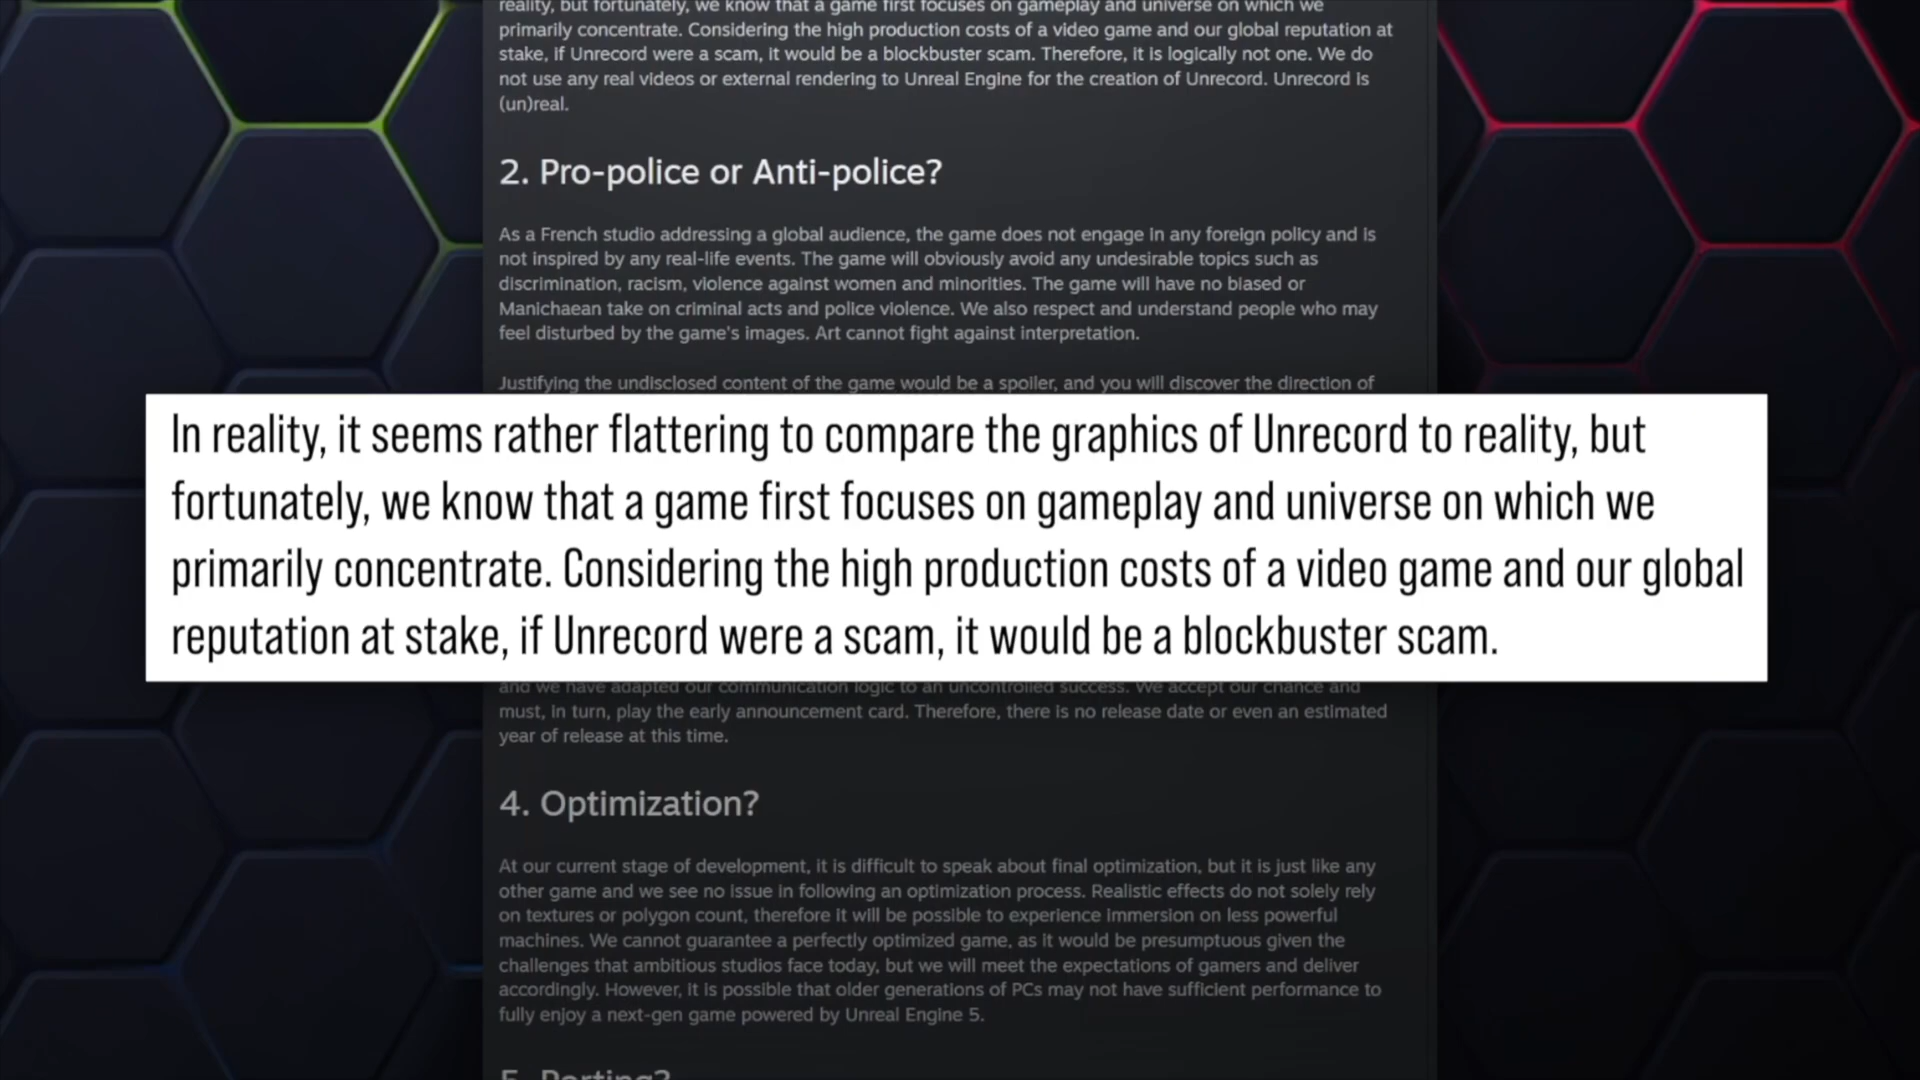 reality, but fortunately, we know that a game first focuses on gameplay and universe on which we
primarily concentrate. Considering the high production costs of a video game and our global reputation at
stake, if Unrecord were a scam, it would be a blockbuster scam. Therefore, it is logically not one. We do
not use any real videos or external rendering to Unreal Engine for the creation of Unrecord. Unrecord is
(un)real.
2. Pro-police or Anti-police?
As a French studio addressing a global audience, the game does not engage in any foreign policy and is
not inspired by any real-life events. The game will obviously avoid any undesirable topics such as
discrimination, racism, violence against women and minorities. The game will have no biased or
Manichaean take on criminal acts and police violence. We also respect and understand people who may
feel disturbed by the game's images. Art cannot fight against interpretation.
Justifying the undisclosed content of the game would be a spoiler, and you will discover the direction of
In reality, it seems rather flattering to compare the graphics of Unrecord to reality, but
fortunately, we know that a game first focuses on gameplay and universe on which we
primarily concentrate. Considering the high production costs of a video game and our global
reputation at stake, if Unrecord were a scam, it would be a blockbuster scam.
and we have adapted our communication logic to an uncontrolled success. We accept our chance and
must, in turn, play the early announcement card. Therefore, there is no release date or even an estimated
year of release at this time.
4. Optimization?
At our current stage of development, it is difficult to speak about final optimization, but it is just like any
other game and we see no issue in following an optimization process. Realistic effects do not solely rely
on textures or polygon count, therefore it will be possible to experience immersion on less powerful
machines. We cannot guarantee a perfectly optimized game, as it would be presumptuous given the
challenges that ambitious studios face today, but we will meet the expectations of gamers and deliver
accordingly. However, it is possible that older generations of PCs may not have sufficient performance to
fully enjoy a next-gen game powered by Unreal Engine 5.
5. Porting?